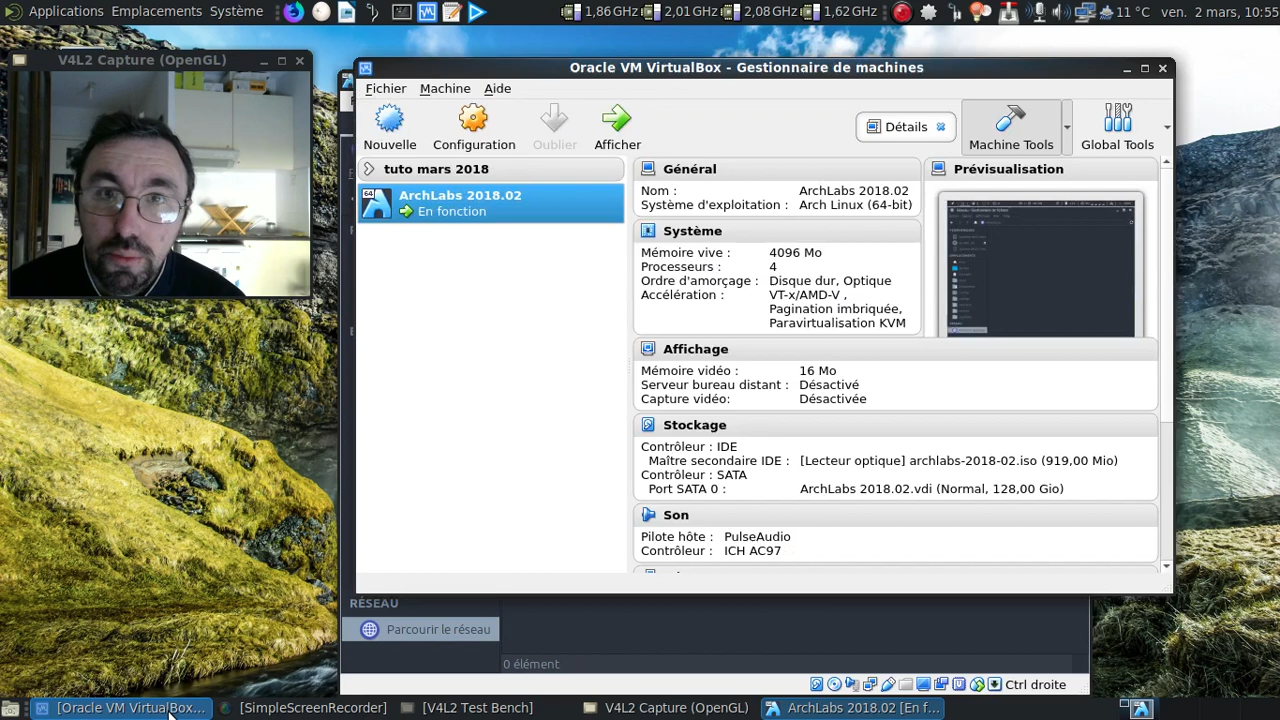 Applications Emplacements Système 1,86 GHz 2,01 GHz 2,08 GHz 1,62 GHz 11 °C ven. 2 mars, 10:55
V4L2 Capture (OpenGL)
Oracle VM VirtualBox - Gestionnaire de machines
Fichier Machine Aide
Nouvelle Configuration Oublier Afficher Détails Machine Tools Global Tools
tuto mars 2018
64 ArchLabs 2018.02
En fonction
Général
Nom : ArchLabs 2018.02
Système d'exploitation : Arch Linux (64-bit)
Prévisualisation
Système
Mémoire vive : 4096 Mo
Processeurs : 4
Ordre d'amorçage : Disque dur, Optique
Accélération : VT-x/AMD-V ,
Pagination imbriquée,
Paravirtualisation KVM
Affichage
Mémoire vidéo : 16 Mo
Serveur bureau distant : Désactivé
Capture vidéo: Désactivée
Stockage
Contrôleur : IDE
Maître secondaire IDE : [Lecteur optique] archlabs-2018-02.iso (919,00 Mio)
Contrôleur : SATA
Port SATA 0 : ArchLabs 2018.02.vdi (Normal, 128,00 Gio)
Son
Pilote hôte : PulseAudio
Contrôleur : ICH AC97
RÉSEAU
Parcourir le réseau
0 élément
Ctrl droite
[Oracle VM VirtualBox... [SimpleScreenRecorder] [V4L2 Test Bench] V4L2 Capture (OpenGL) ArchLabs 2018.02 [En f...